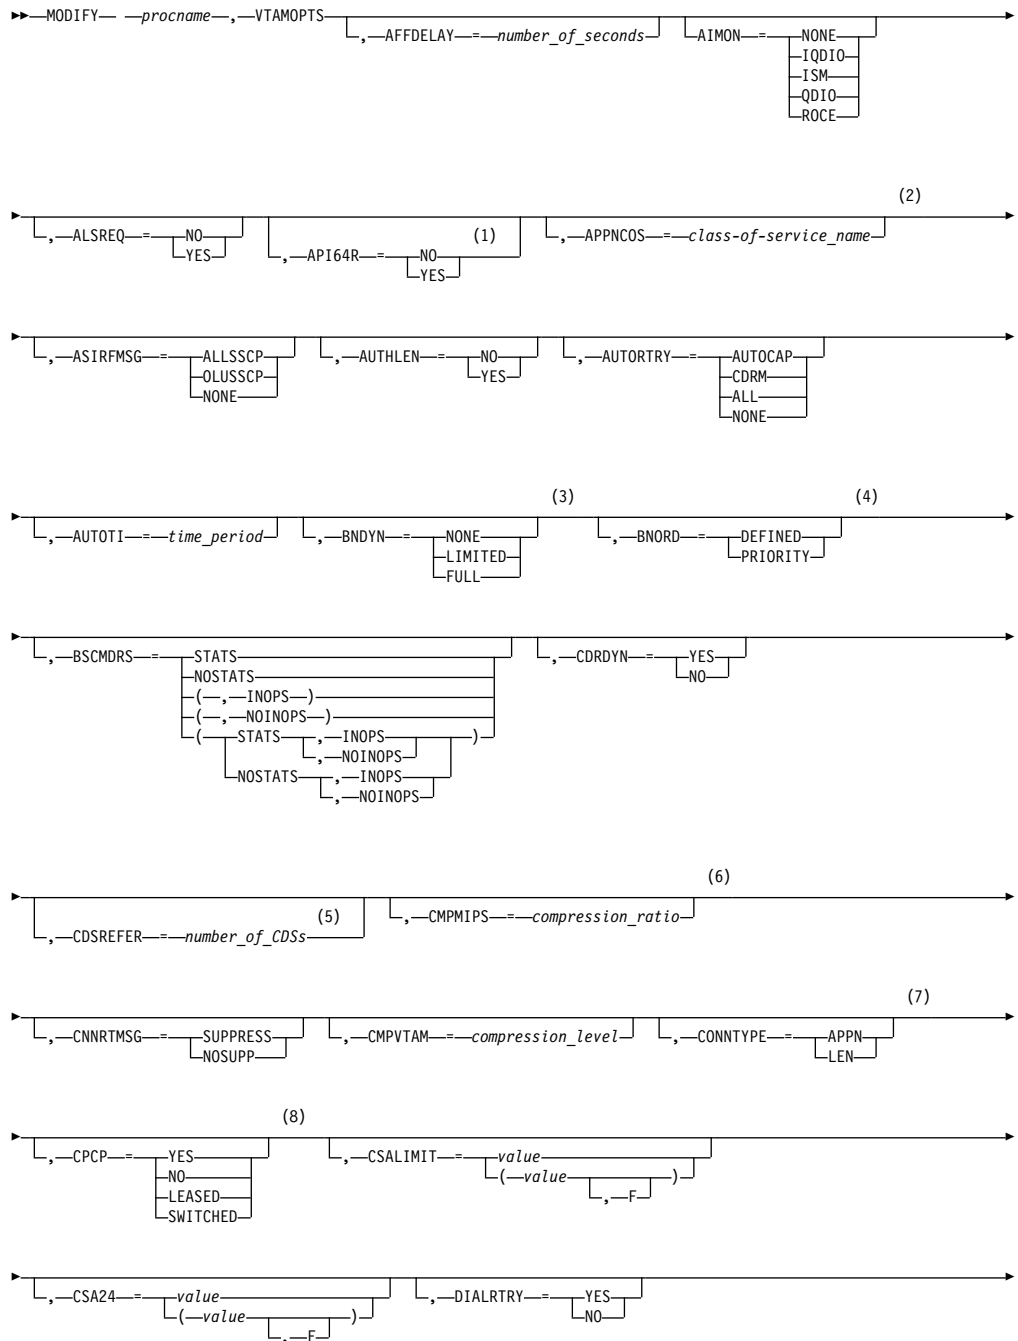 MODIFY procname , VTAMOPTS
, AFFDELAY = number_of_seconds
AIMON = NONE
IQDIO
ISM
QDIO
ROCE
, ALSREQ = NO
YES
, API64R = NO (1)
YES
, APPNCOS = class-of-service_name (2)
, ASIRFMSG = ALLSSCP
OLUSSCP
NONE
, AUTHLEN = NO
YES
, AUTORTRY = AUTOCAP
CDRM
ALL
NONE
, AUTOTI = time_period
, BNDYN = NONE (3)
LIMITED
FULL
, BNORD = DEFINED (4)
PRIORITY
, BSCMDRS = STATS
NOSTATS
( , INOPS )
( , NOINOPS )
( STATS , INOPS )
, NOINOPS
NOSTATS , INOPS
, NOINOPS
, CDRDYN = YES
NO
, CDSREFER = number_of_CDSs (5)
, CMPMIPS = compression_ratio (6)
, CNNRTMSG = SUPPRESS
NOSUPP
, CMPVTAM = compression_level
, CONNTYPE = APPN (7)
LEN
, CPCP = YES (8)
NO
LEASED
SWITCHED
, CSALIMIT = value
( value , F )
, CSA24 = value
( value , F )
, DIALRTRY = YES
NO